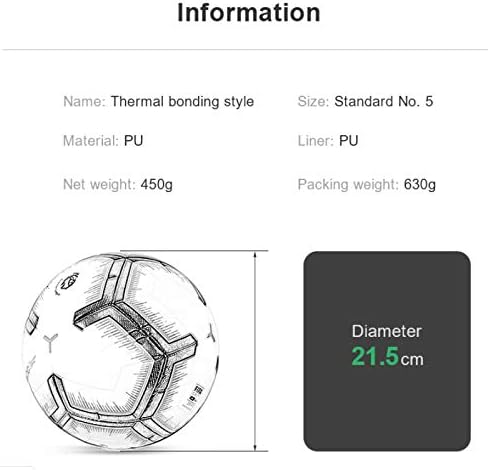 Information
Name: Thermal bonding style Size: Standard No. 5
Material: PU Liner: PU
Net weight: 450g Packing weight: 630g
Diameter
21.5cm